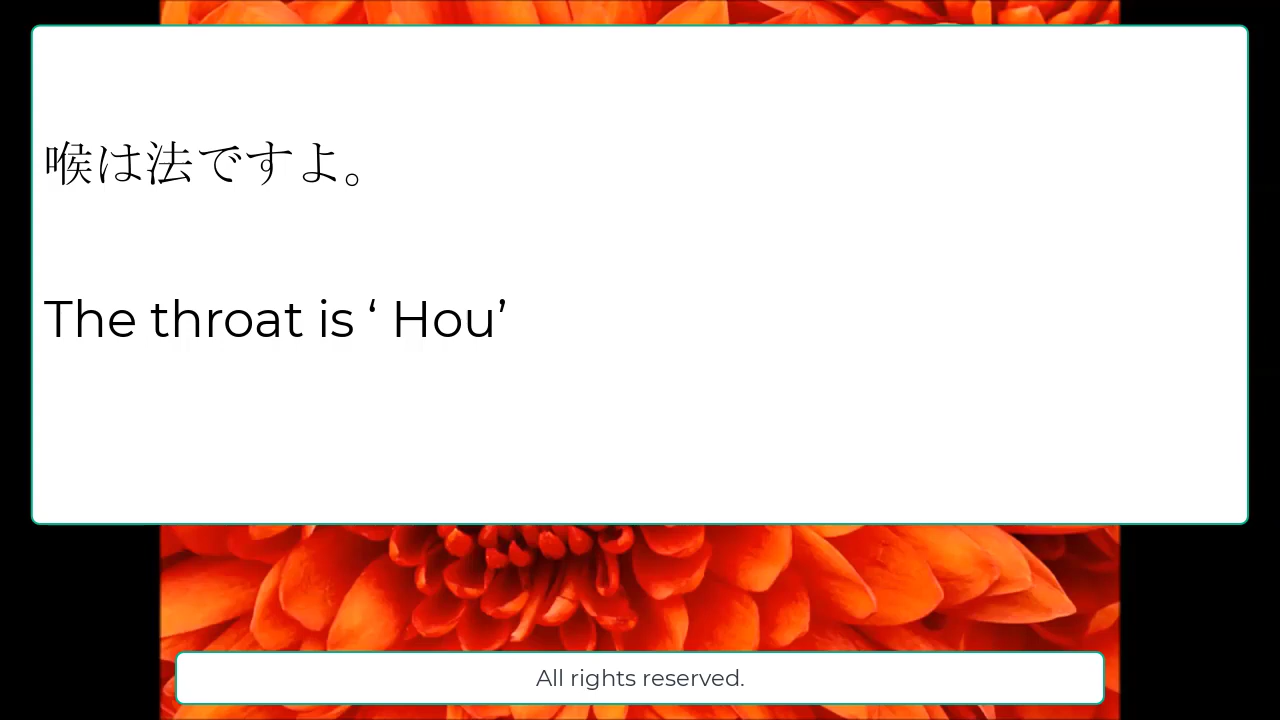 喉は法ですよ。
The throat is ‘ Hou’
All rights reserved.